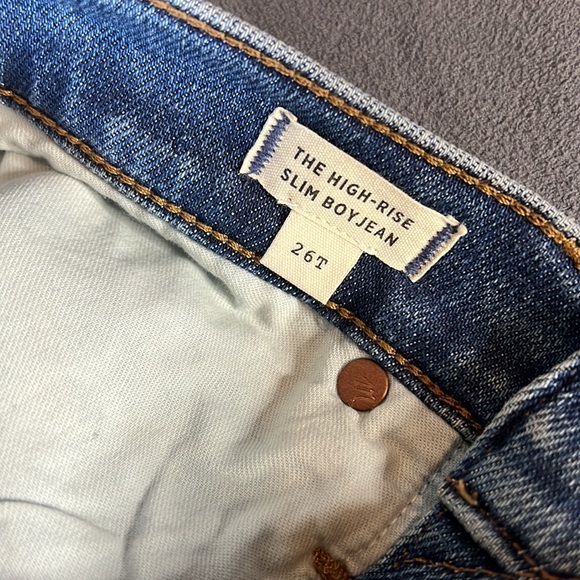 THE HIGH-RISE
SLIM BOYJEAN
26T